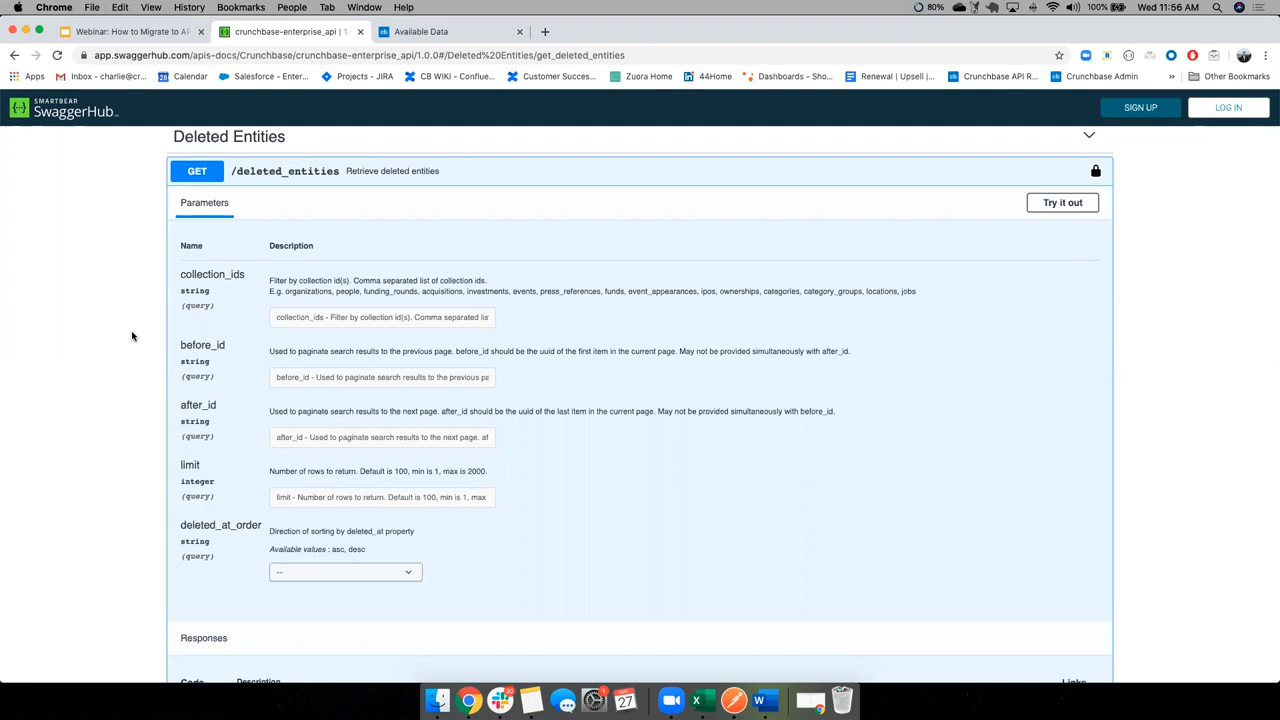 Chrome File Edit View History Bookmarks People Tab Window Help 80% 100% Wed May 27 11:56 AM
Webinar: How to Migrate to AP crunchbase-enterprise_api | 1. Available Data
app.swaggerhub.com/apis-docs/Crunchbase/crunchbase-enterprise_api/1.0.0#/Deleted%20Entities/get_deleted_entities
Apps Inbox - charlie@cr... Calendar Salesforce - Enter... Projects - JIRA CB WIKI - Conflue... Customer Succes... Zuora Home 44Home Dashboards - Sho... Renewal | Upsell |... Crunchbase API R... Crunchbase Admin » Other Bookmarks
SMARTBEAR
SwaggerHub
SIGN UP LOG IN
Deleted Entities
GET /deleted_entities Retrieve deleted entities
Parameters Try it out
Name Description
collection_ids
string
(query)
Filter by collection id(s). Comma separated list of collection ids.
E.g. organizations, people, funding_rounds, acquisitions, investments, events, press_references, funds, event_appearances, ipos, ownerships, categories, category_groups, locations, jobs
collection_ids - Filter by collection id(s). Comma separated lis
before_id
string
(query)
Used to paginate search results to the previous page. before_id should be the uuid of the first item in the current page. May not be provided simultaneously with after_id.
before_id - Used to paginate search results to the previous pa
after_id
string
(query)
Used to paginate search results to the next page. after_id should be the uuid of the last item in the current page. May not be provided simultaneously with before_id.
after_id - Used to paginate search results to the next page. af
limit
integer
(query)
Number of rows to return. Default is 100, min is 1, max is 2000.
limit - Number of rows to return. Default is 100, min is 1, max
deleted_at_order
string
(query)
Direction of sorting by deleted_at property
Available values : asc, desc
--
Responses
Code Description Links
30
1
MAY
27